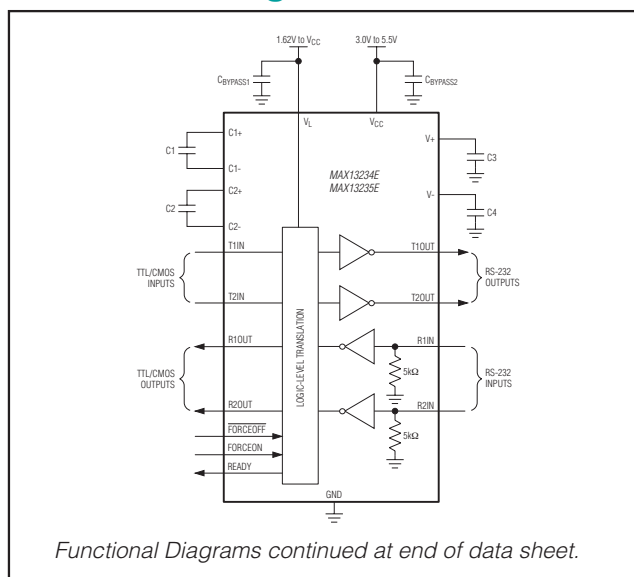 1.62V to VCC
3.0V to 5.5V
CBYPASS1
CBYPASS2
VL
VCC
C1+
C1
C1-
C2+
C2
C2-
V+
C3
V-
C4
MAX13234E
MAX13235E
T1IN
T1OUT
TTL/CMOS
INPUTS
RS-232
OUTPUTS
T2IN
T2OUT
LOGIC-LEVEL TRANSLATION
R1OUT
R1IN
5kΩ
TTL/CMOS
OUTPUTS
RS-232
INPUTS
R2OUT
R2IN
5kΩ
FORCEOFF
FORCEON
READY
GND
Functional Diagrams continued at end of data sheet.